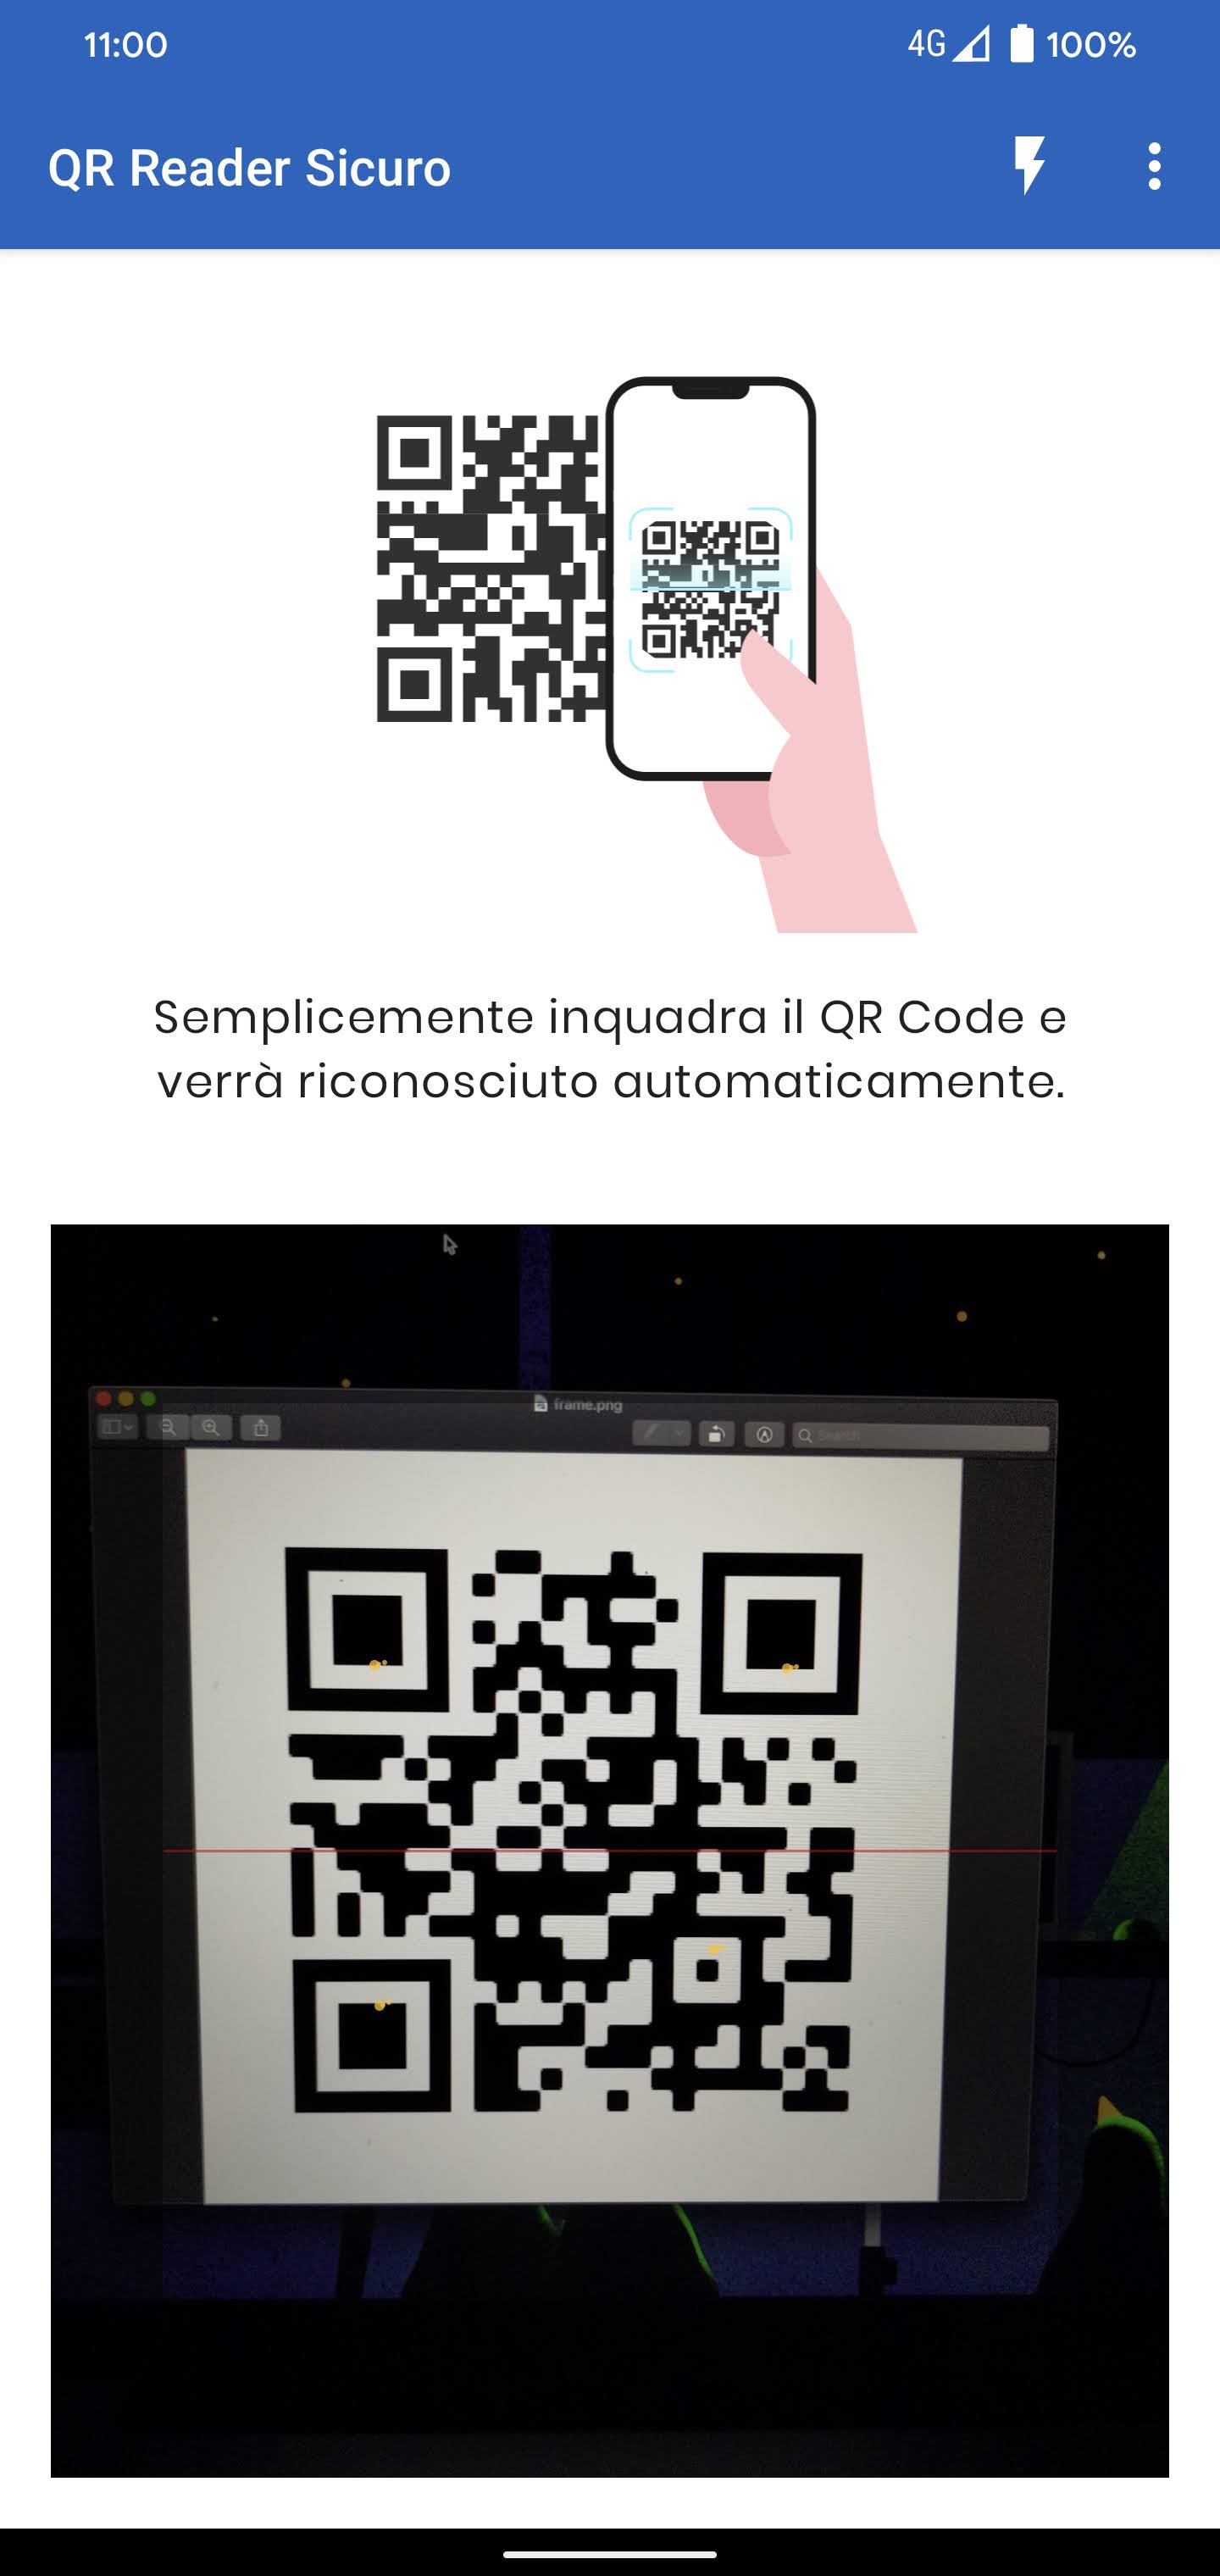 11:00
4G 100%
QR Reader Sicuro
Semplicemente inquadra il QR Code e
verrà riconosciuto automaticamente.
frame.png
Search